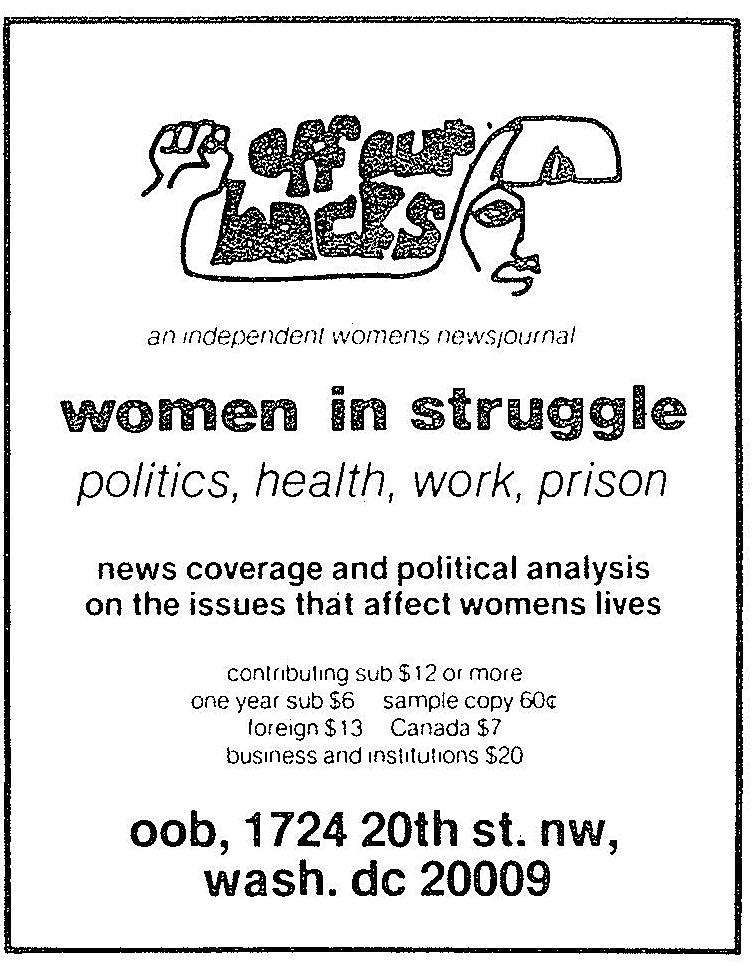 off our
backs
an independent womens newsjournal
women in struggle
politics, health, work, prison
news coverage and political analysis
on the issues that affect womens lives
contributing sub $12 or more
one year sub $6 sample copy 60¢
foreign $13 Canada $7
business and institutions $20
oob, 1724 20th st. nw,
wash. dc 20009